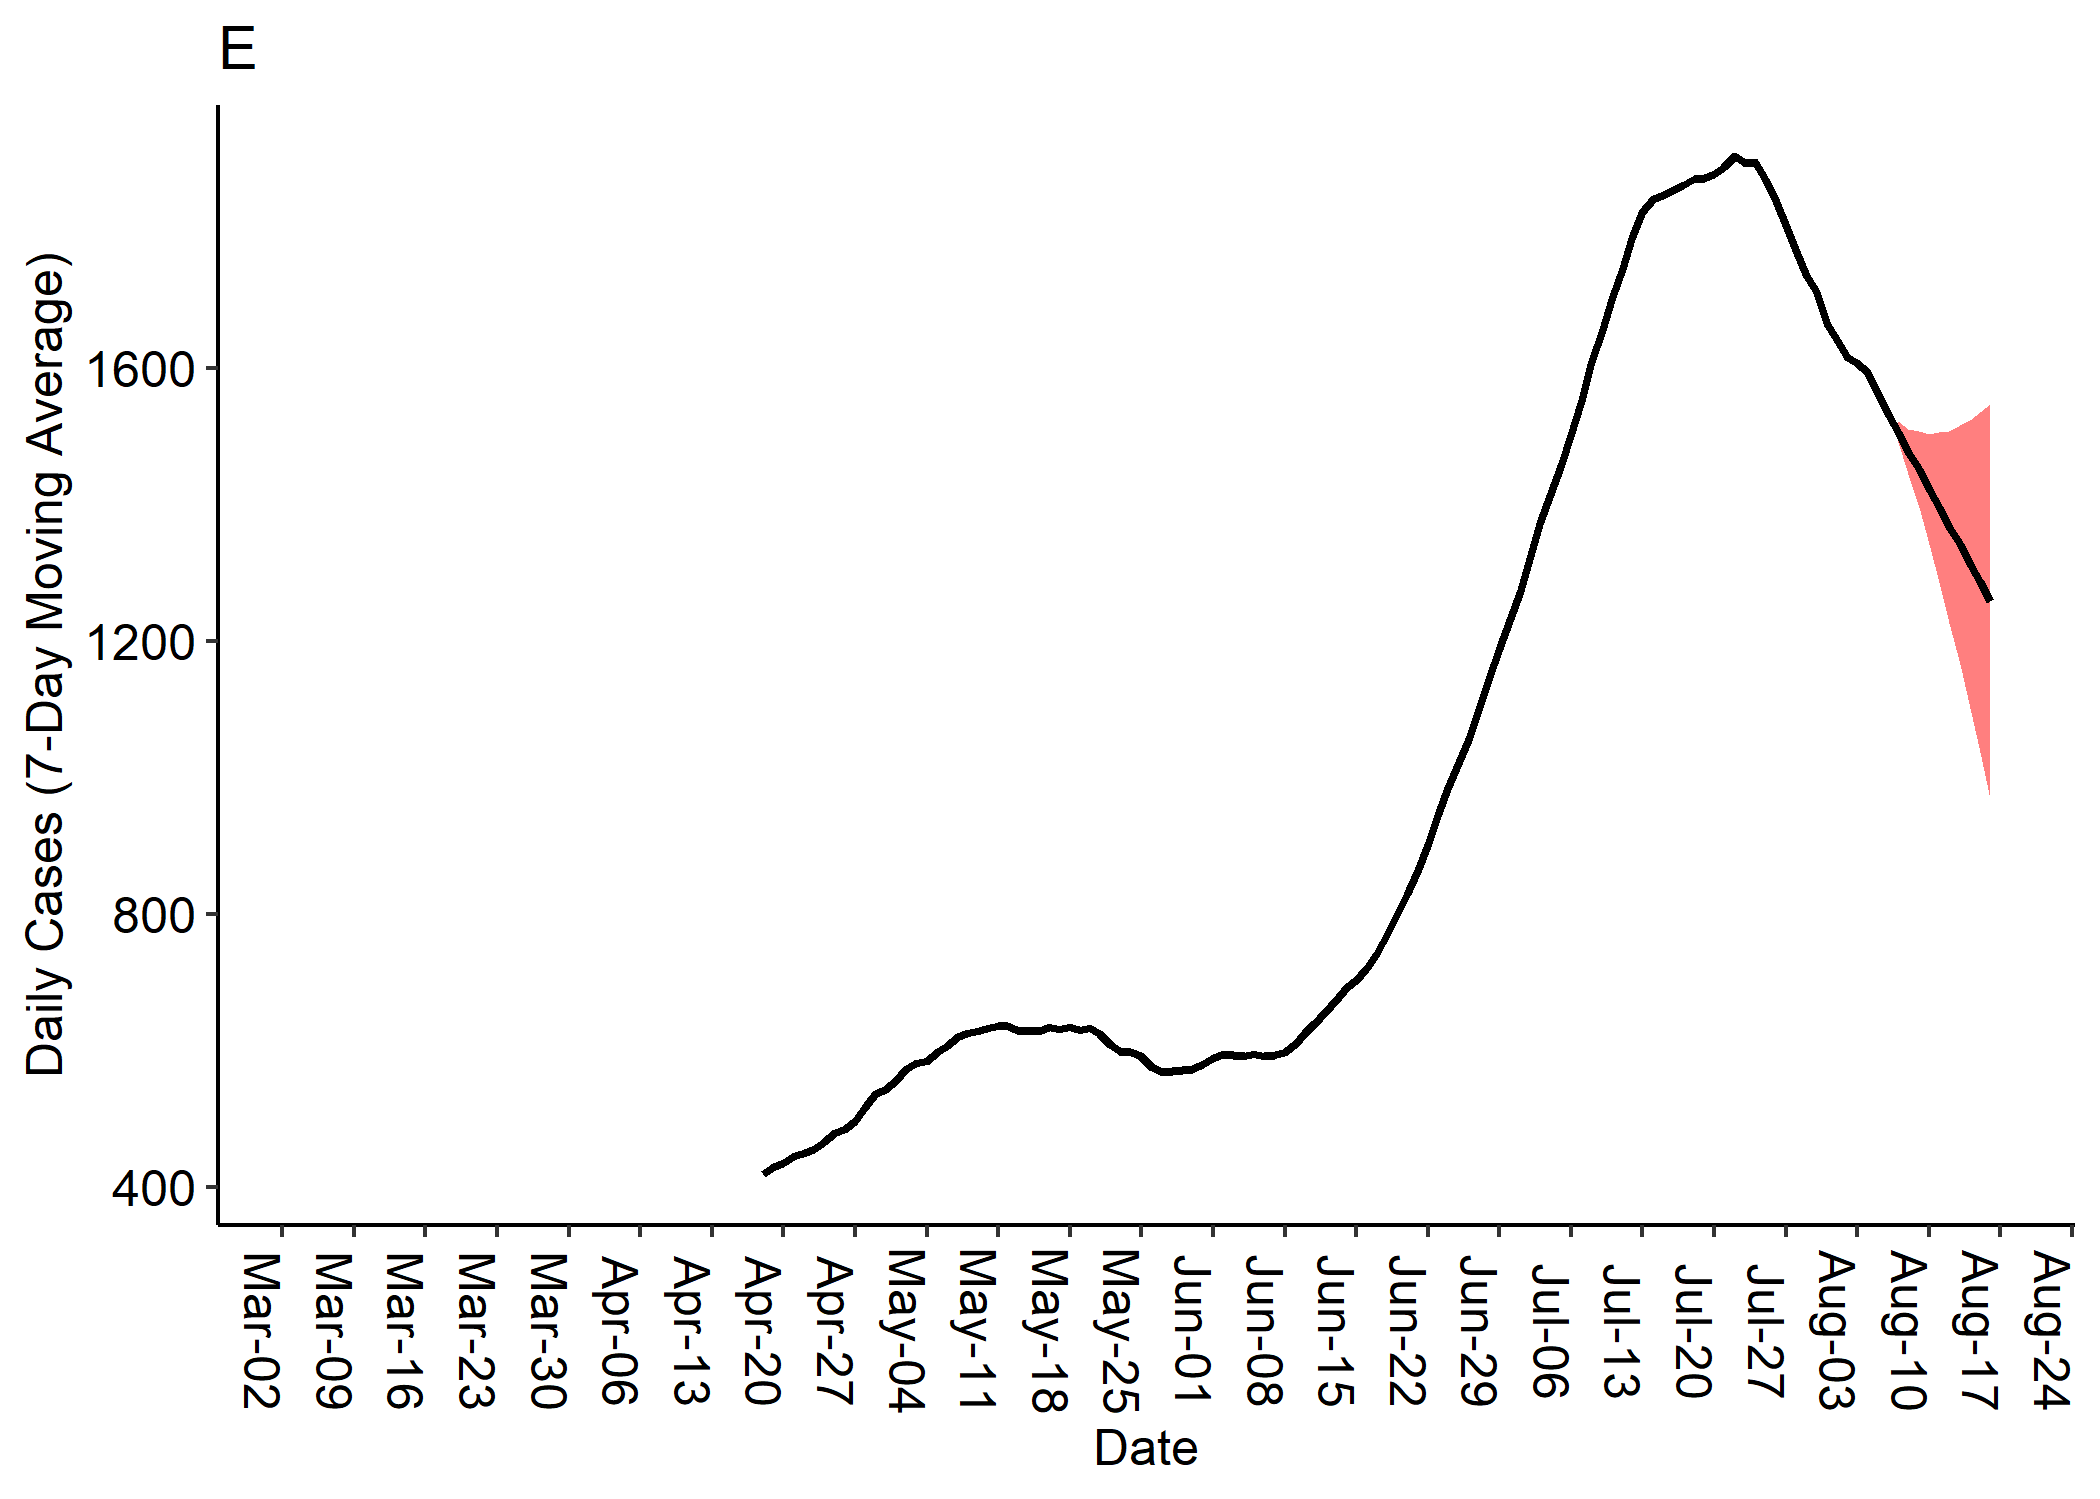 E
Daily Cases (7-Day Moving Average)
1600
1200
800
400
Mar-02
Mar-09
Mar-16
Mar-23
Mar-30
Apr-06
Apr-13
Apr-20
Apr-27
May-04
May-11
May-18
May-25
Jun-01
Jun-08
Jun-15
Jun-22
Jun-29
Jul-06
Jul-13
Jul-20
Jul-27
Aug-03
Aug-10
Aug-17
Aug-24
Date